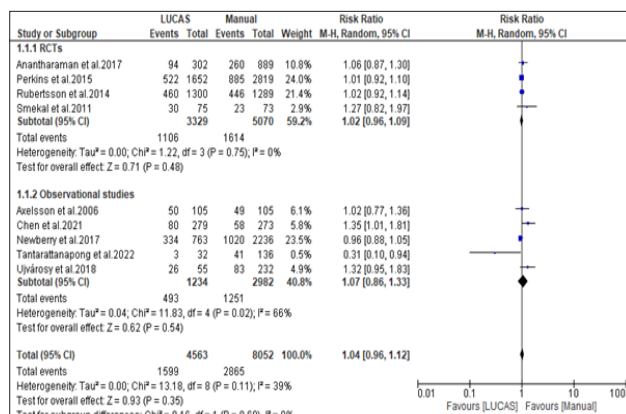 LUCAS Manual Risk Ratio Risk Ratio
Study or Subgroup Events Total Events Total Weight M-H, Random, 95% CI M-H, Random, 95% CI
1.1.1 RCTs
Anantharaman et al.2017 94 302 260 889 10.8% 1.06 [0.87, 1.30]
Perkins et al.2015 522 1652 885 2819 24.0% 1.01 [0.92, 1.10]
Rubertsson et al.2014 460 1300 446 1289 21.4% 1.02 [0.92, 1.14]
Smekal et al.2011 30 75 23 73 3.0% 1.27 [0.82, 1.97]
Subtotal (95% CI) 3329 5070 59.2% 1.02 [0.96, 1.09]
Total events 1106 1614
Heterogeneity: Tau² = 0.00; Chi² = 1.22, df = 3 (P = 0.75); I² = 0%
Test for overall effect: Z = 0.71 (P = 0.48)
1.1.2 Observational studies
Axelsson et al.2006 50 105 49 105 6.1% 1.02 [0.77, 1.36]
Chen et al.2021 80 279 58 273 6.1% 1.35 [1.01, 1.81]
Newberry et al.2017 334 763 1020 2236 23.5% 0.96 [0.88, 1.05]
Tantarattanapong et al.2022 3 32 41 136 0.5% 0.31 [0.10, 0.94]
Ujvárosy et al.2018 26 55 83 232 4.6% 1.32 [0.95, 1.83]
Subtotal (95% CI) 1234 2982 40.8% 1.07 [0.86, 1.33]
Total events 493 1251
Heterogeneity: Tau² = 0.04; Chi² = 11.83, df = 4 (P = 0.02); I² = 66%
Test for overall effect: Z = 0.62 (P = 0.54)
Total (95% CI) 4563 8052 100.0% 1.04 [0.96, 1.12]
Total events 1599 2865
Heterogeneity: Tau² = 0.00; Chi² = 13.18, df = 8 (P = 0.11); I² = 39%
Test for overall effect: Z = 0.93 (P = 0.35)
0.01 0.1 1 10 100
Favours [LUCAS] Favours [Manual]